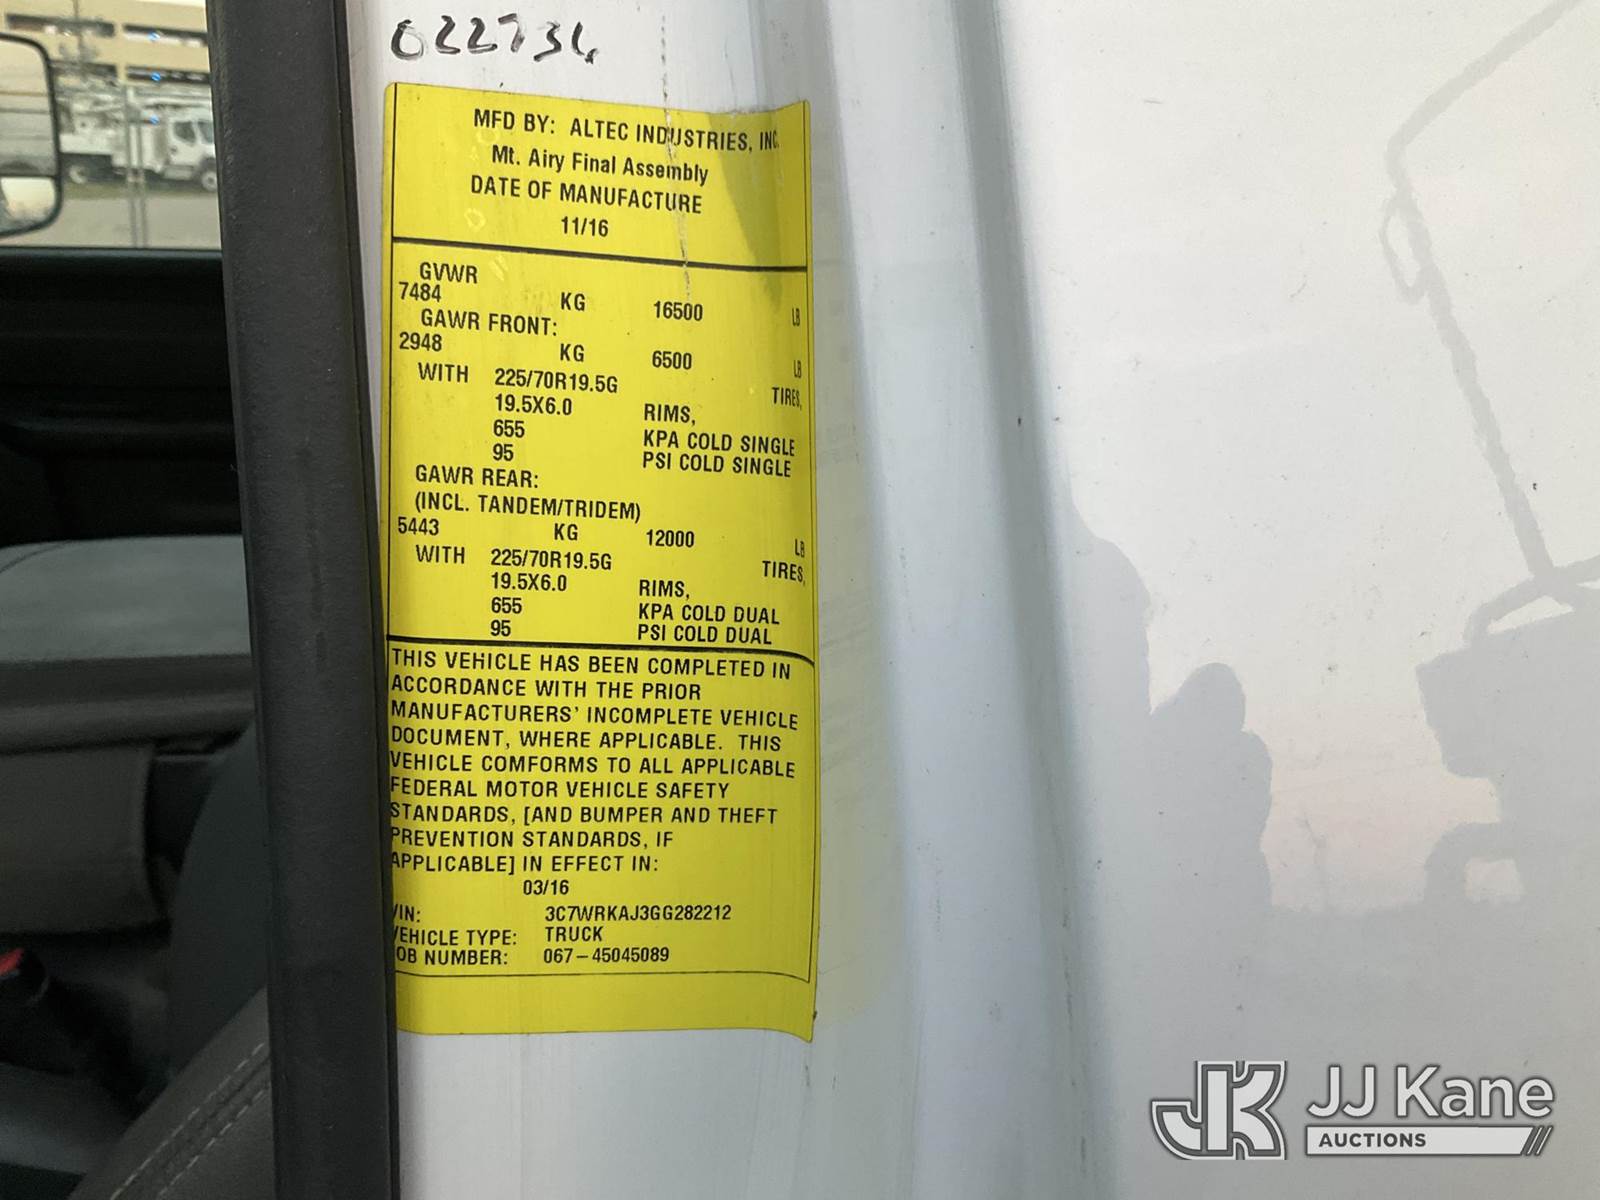 022734
MFD BY: ALTEC INDUSTRIES, INC.
Mt. Airy Final Assembly
DATE OF MANUFACTURE
11/16
GVWR
7484 KG 16500 LB
GAWR FRONT:
2948 KG 6500 LB
WITH 225/70R19.5G TIRES,
19.5X6.0 RIMS,
655 KPA COLD SINGLE
95 PSI COLD SINGLE
GAWR REAR:
(INCL. TANDEM/TRIDEM)
5443 KG 12000 LB
WITH 225/70R19.5G TIRES,
19.5X6.0 RIMS,
655 KPA COLD DUAL
95 PSI COLD DUAL
THIS VEHICLE HAS BEEN COMPLETED IN
ACCORDANCE WITH THE PRIOR
MANUFACTURERS' INCOMPLETE VEHICLE
DOCUMENT, WHERE APPLICABLE. THIS
VEHICLE COMFORMS TO ALL APPLICABLE
FEDERAL MOTOR VEHICLE SAFETY
STANDARDS, [AND BUMPER AND THEFT
PREVENTION STANDARDS, IF
APPLICABLE] IN EFFECT IN:
03/16
VIN: 3C7WRKAJ3GG282212
VEHICLE TYPE: TRUCK
JOB NUMBER: 067-45045089
JK JJ Kane
AUCTIONS